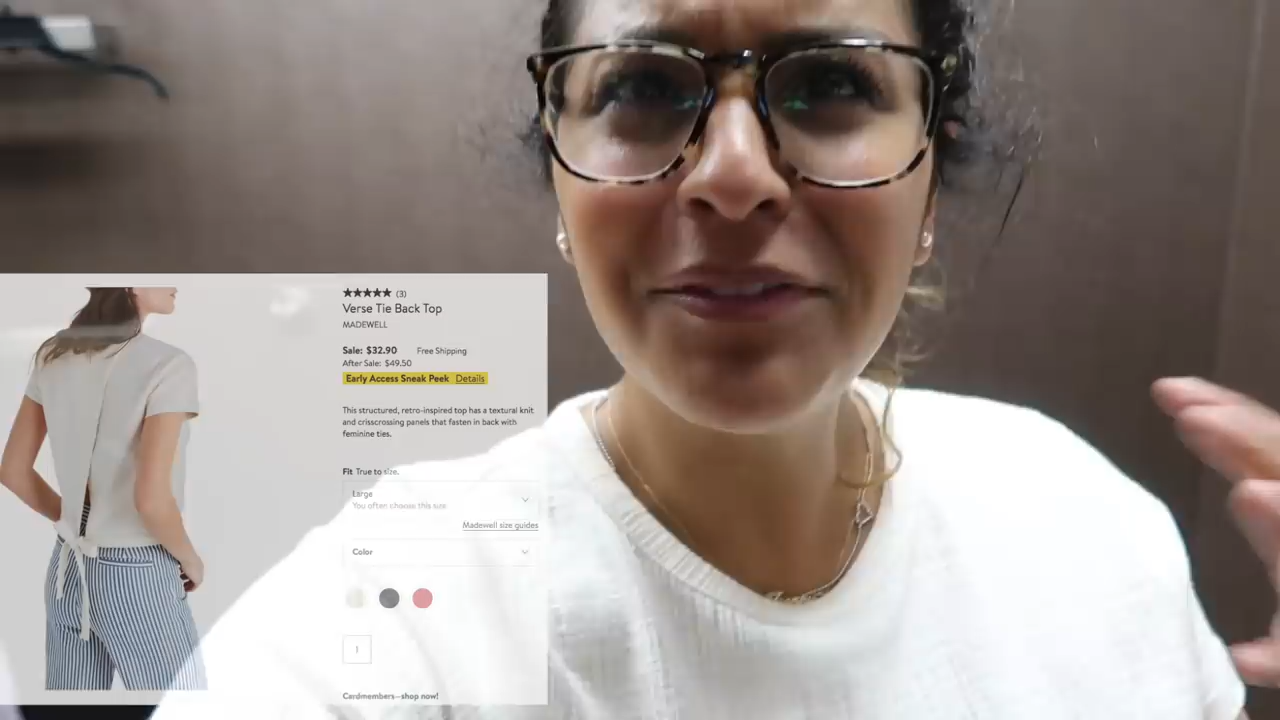 ★★★★★ (3)
Verse Tie Back Top
MADEWELL
Sale: $32.90 Free Shipping
After Sale: $49.50
Early Access Sneak Peek Details
This structured, retro-inspired top has a textural knit
and crisscrossing panels that fasten in back with
feminine ties.
Fit True to size.
Large
You often choose this size
Madewell size guides
Color
1
Cardmembers—shop now!